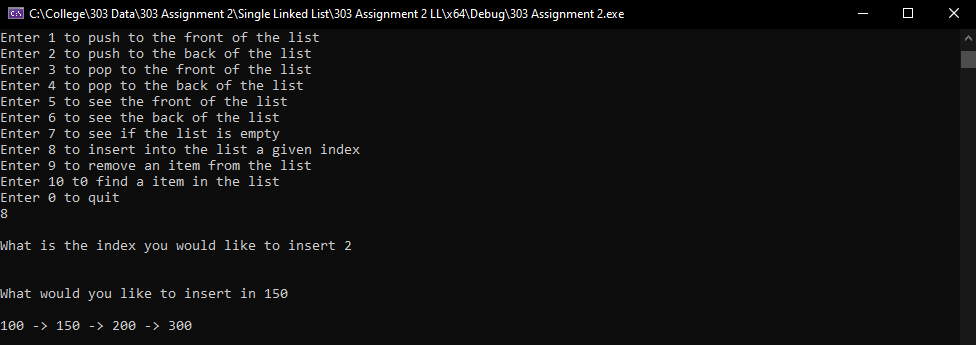 C:\College\303 Data\303 Assignment 2\Single Linked List\303 Assignment 2 LL\x64\Debug\303 Assignment 2.exe
Enter 1 to push to the front of the list
Enter 2 to push to the back of the list
Enter 3 to pop to the front of the list
Enter 4 to pop to the back of the list
Enter 5 to see the front of the list
Enter 6 to see the back of the list
Enter 7 to see if the list is empty
Enter 8 to insert into the list a given index
Enter 9 to remove an item from the list
Enter 10 t0 find a item in the list
Enter 0 to quit
8
What is the index you would like to insert 2
What would you like to insert in 150
100 -> 150 -> 200 -> 300